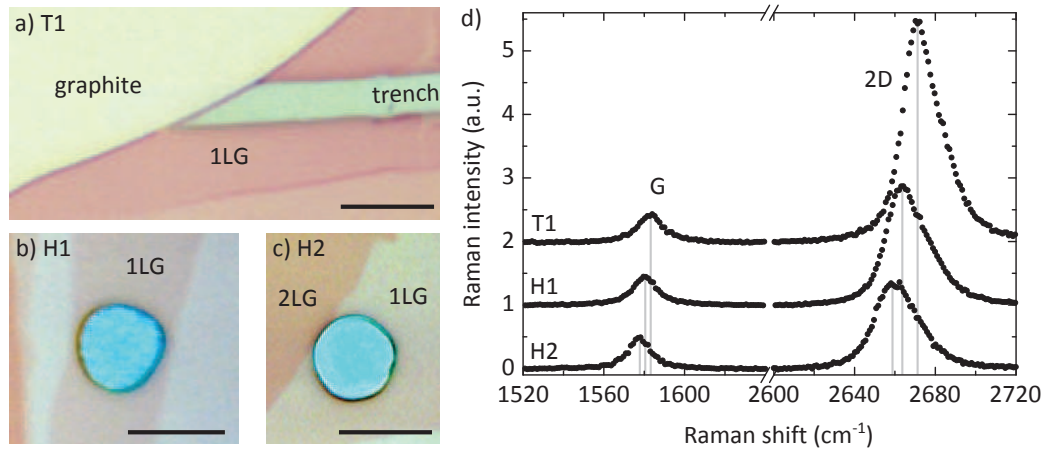 a) T1
graphite
trench
1LG
b) H1
1LG
c) H2
2LG
1LG
d)
Raman intensity (a.u.)
5
4
3
2
1
0
2D
G
T1
H1
H2
1520
1560
1600
2600
2640
2680
2720
Raman shift (cm⁻¹)